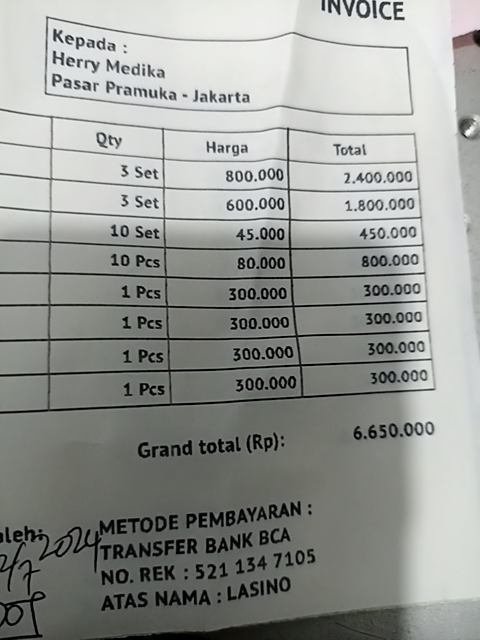 INVOICE
Kepada :
Herry Medika
Pasar Pramuka - Jakarta
Qty Harga Total
3 Set 800.000 2.400.000
3 Set 600.000 1.800.000
10 Set 45.000 450.000
10 Pcs 80.000 800.000
1 Pcs 300.000 300.000
1 Pcs 300.000 300.000
1 Pcs 300.000 300.000
1 Pcs 300.000 300.000
Grand total (Rp): 6.650.000
METODE PEMBAYARAN :
TRANSFER BANK BCA
NO. REK : 521 134 7105
ATAS NAMA : LASINO
leh:
/7 2024